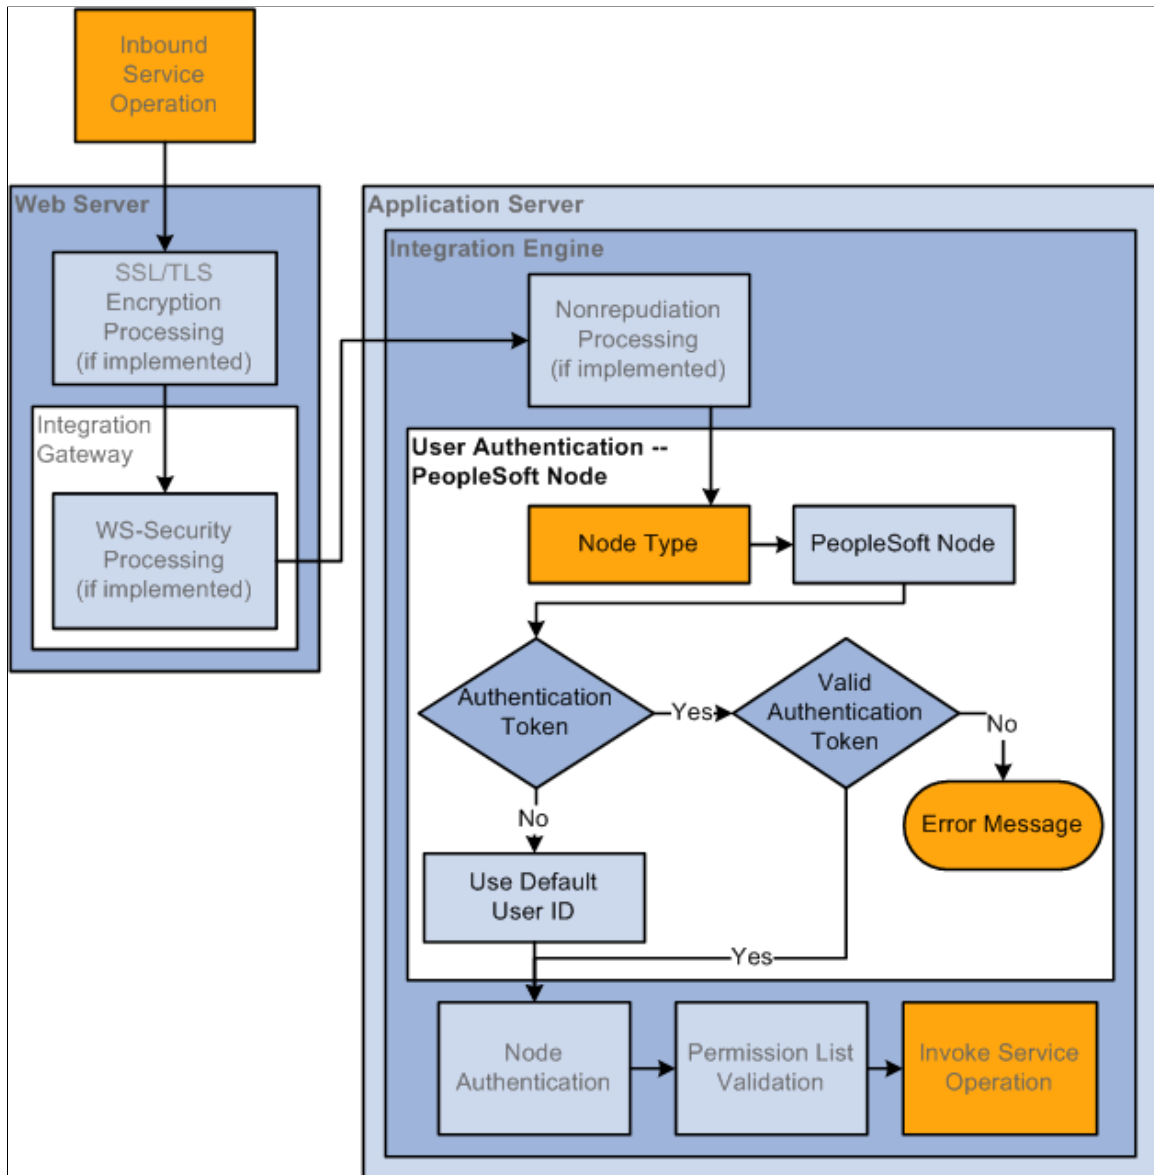 Inbound
Service
Operation
Web Server
SSL/TLS
Encryption
Processing
(if implemented)
Integration
Gateway
WS-Security
Processing
(if implemented)
Application Server
Integration Engine
Nonrepudiation
Processing
(if implemented)
User Authentication --
PeopleSoft Node
Node Type
PeopleSoft Node
Authentication
Token
Yes
Valid
Authentication
Token
No
Error Message
No
Use Default
User ID
Yes
Node
Authentication
Permission List
Validation
Invoke Service
Operation